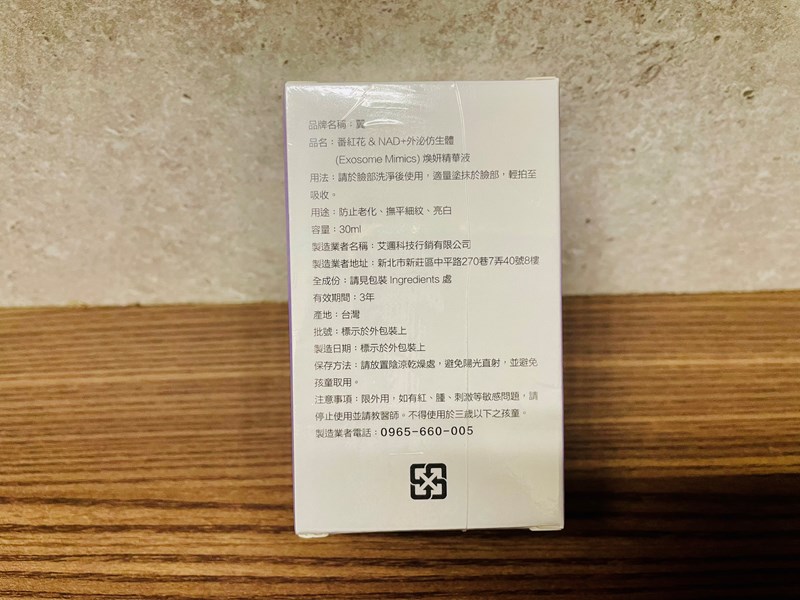 品牌名稱：
品名：番紅花 & NAD+外泌仿生體
(Exosome Mimics) 煥妍精華液
用法：請於臉部洗淨後使用，適量塗抹於臉部，輕拍至
吸收。
用途：防止老化、撫平細紋、亮白
容量：30ml
製造業者名稱：艾邁科技行銷有限公司
製造業者地址：新北市新莊區中平路270巷7弄40號8樓
全成份：請見包裝 Ingredients 處
有效期間：3年
產地：台灣
批號：標示於外包裝上
製造日期：標示於外包裝上
保存方法：請放置陰涼乾燥處，避免陽光直射，並避免
孩童取用。
注意事項：限外用，如有紅、腫、刺激等敏感問題，請
停止使用並請教醫師。不得使用於三歲以下之孩童。
製造業者電話：0965-660-005